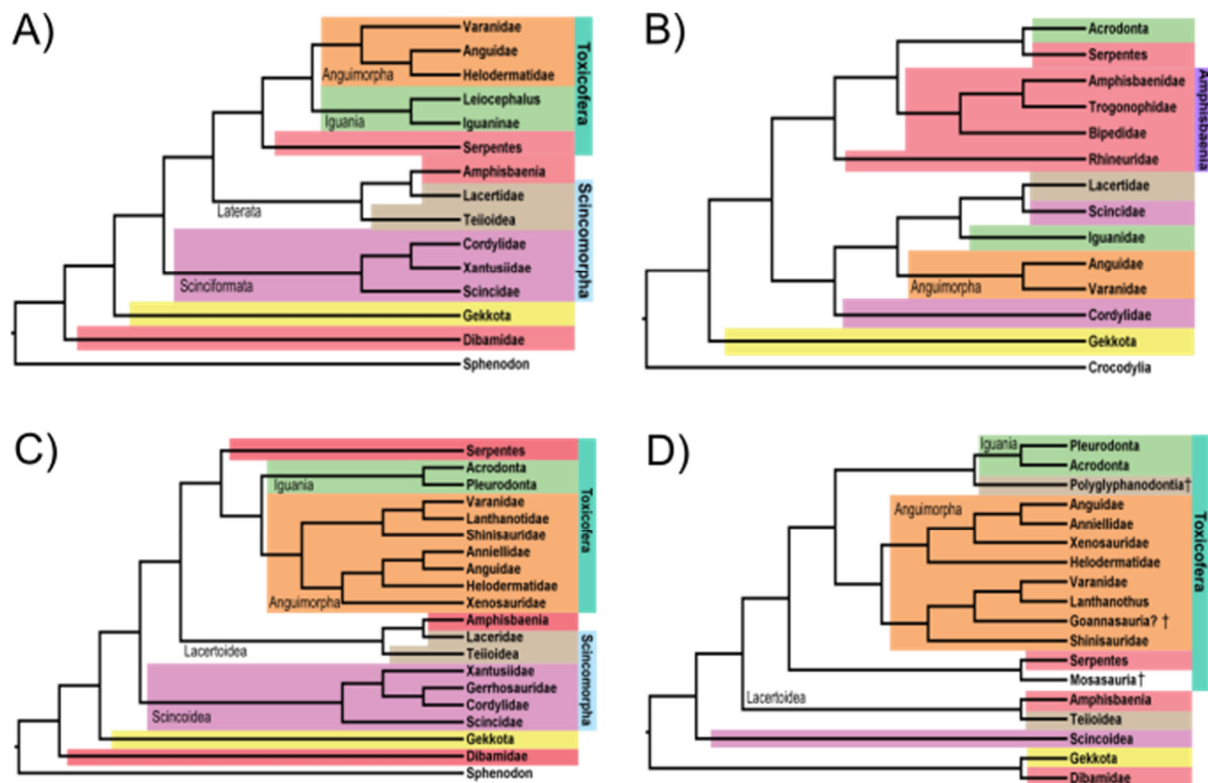 A)
Varanidae
Anguidae
Helodermatidae
Anguimorpha
Leiocephalus
Iguaninae
Iguania
Serpentes
Toxicofera
Amphisbaenia
Lacertidae
Teiioidea
Laterata
Cordylidae
Xantusiidae
Scincidae
Scinciformata
Scincomorpha
Gekkota
Dibamidae
Sphenodon
B)
Acrodonta
Serpentes
Amphisbaenidae
Trogonophidae
Bipedidae
Rhineuridae
Amphisbaenia
Lacertidae
Scincidae
Iguanidae
Anguidae
Varanidae
Anguimorpha
Cordylidae
Gekkota
Crocodylia
C)
Serpentes
Acrodonta
Pleurodonta
Iguania
Varanidae
Lanthanotidae
Shinisauridae
Anniellidae
Anguidae
Helodermatidae
Xenosauridae
Anguimorpha
Toxicofera
Amphisbaenia
Laceridae
Teiioidea
Lacertoidea
Xantusiidae
Gerrhosauridae
Cordylidae
Scincidae
Scincoidea
Scincomorpha
Gekkota
Dibamidae
Sphenodon
D)
Iguania
Pleurodonta
Acrodonta
Polyglyphanodontia†
Anguimorpha
Anguidae
Anniellidae
Xenosauridae
Helodermatidae
Varanidae
Lanthanothus
Goannasauria? †
Shinisauridae
Serpentes
Mosasauria†
Toxicofera
Lacertoidea
Amphisbaenia
Teiioidea
Scincoidea
Gekkota
Dibamidae